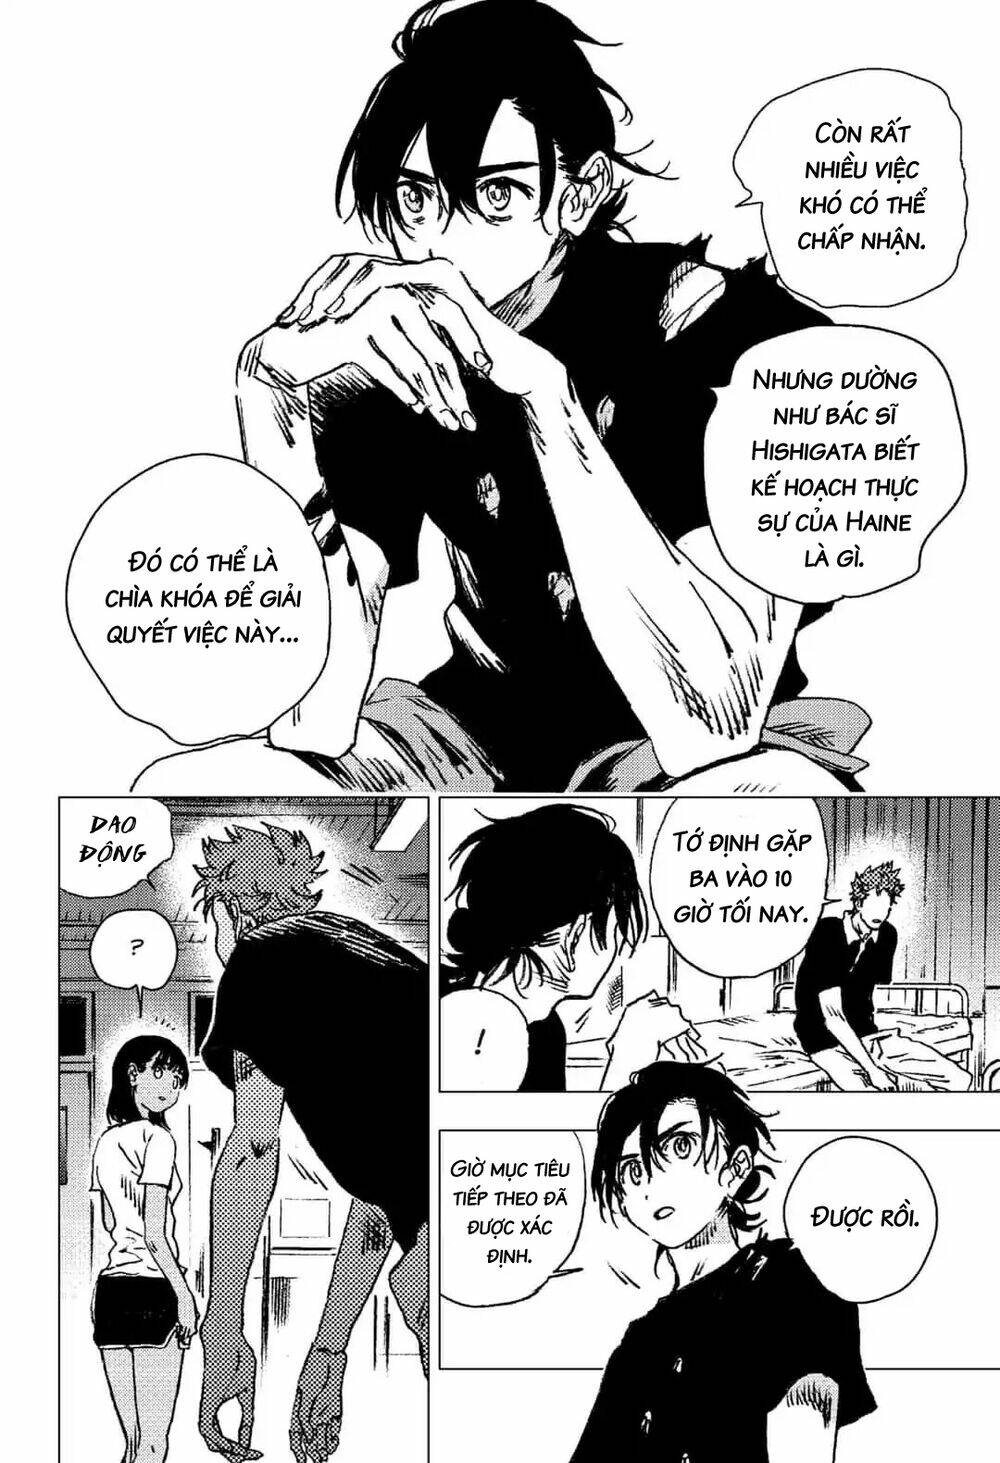 CÒN RẤT
NHIỀU VIỆC
KHÓ CÓ THỂ
CHẤP NHẬN.
NHƯNG DƯỜNG
NHƯ BÁC SĨ
HISHIGATA BIẾT
KẾ HOẠCH THỰC
SỰ CỦA HAINE
LÀ GÌ.
ĐÓ CÓ THỂ LÀ
CHÌA KHÓA ĐỂ GIẢI
QUYẾT VIỆC NÀY...
TỚ ĐỊNH GẶP
BA VÀO 10
GIỜ TỐI NAY.
!
DAO
ĐỘNG
?
ĐƯỢC RỒI.
GIỜ MỤC TIÊU
TIẾP THEO ĐÃ
ĐƯỢC XÁC
ĐỊNH.